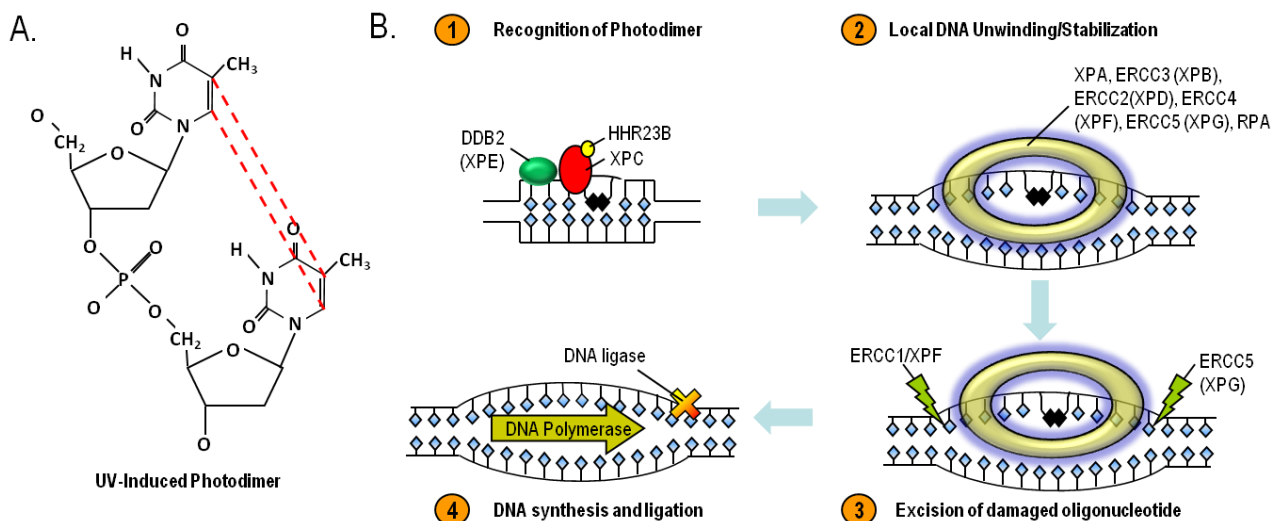 A.
O
H
N
CH₃
O
N
O
CH₂
O
O
O
P
O
O
O
H
N
CH₃
O
N
CH₂
O
O
UV-Induced Photodimer
B.
1 Recognition of Photodimer
DDB2
(XPE)
HHR23B
XPC
2 Local DNA Unwinding/Stabilization
XPA, ERCC3 (XPB),
ERCC2(XPD), ERCC4
(XPF), ERCC5 (XPG), RPA
ERCC1/XPF
ERCC5
(XPG)
3 Excision of damaged oligonucleotide
DNA ligase
DNA Polymerase
4 DNA synthesis and ligation